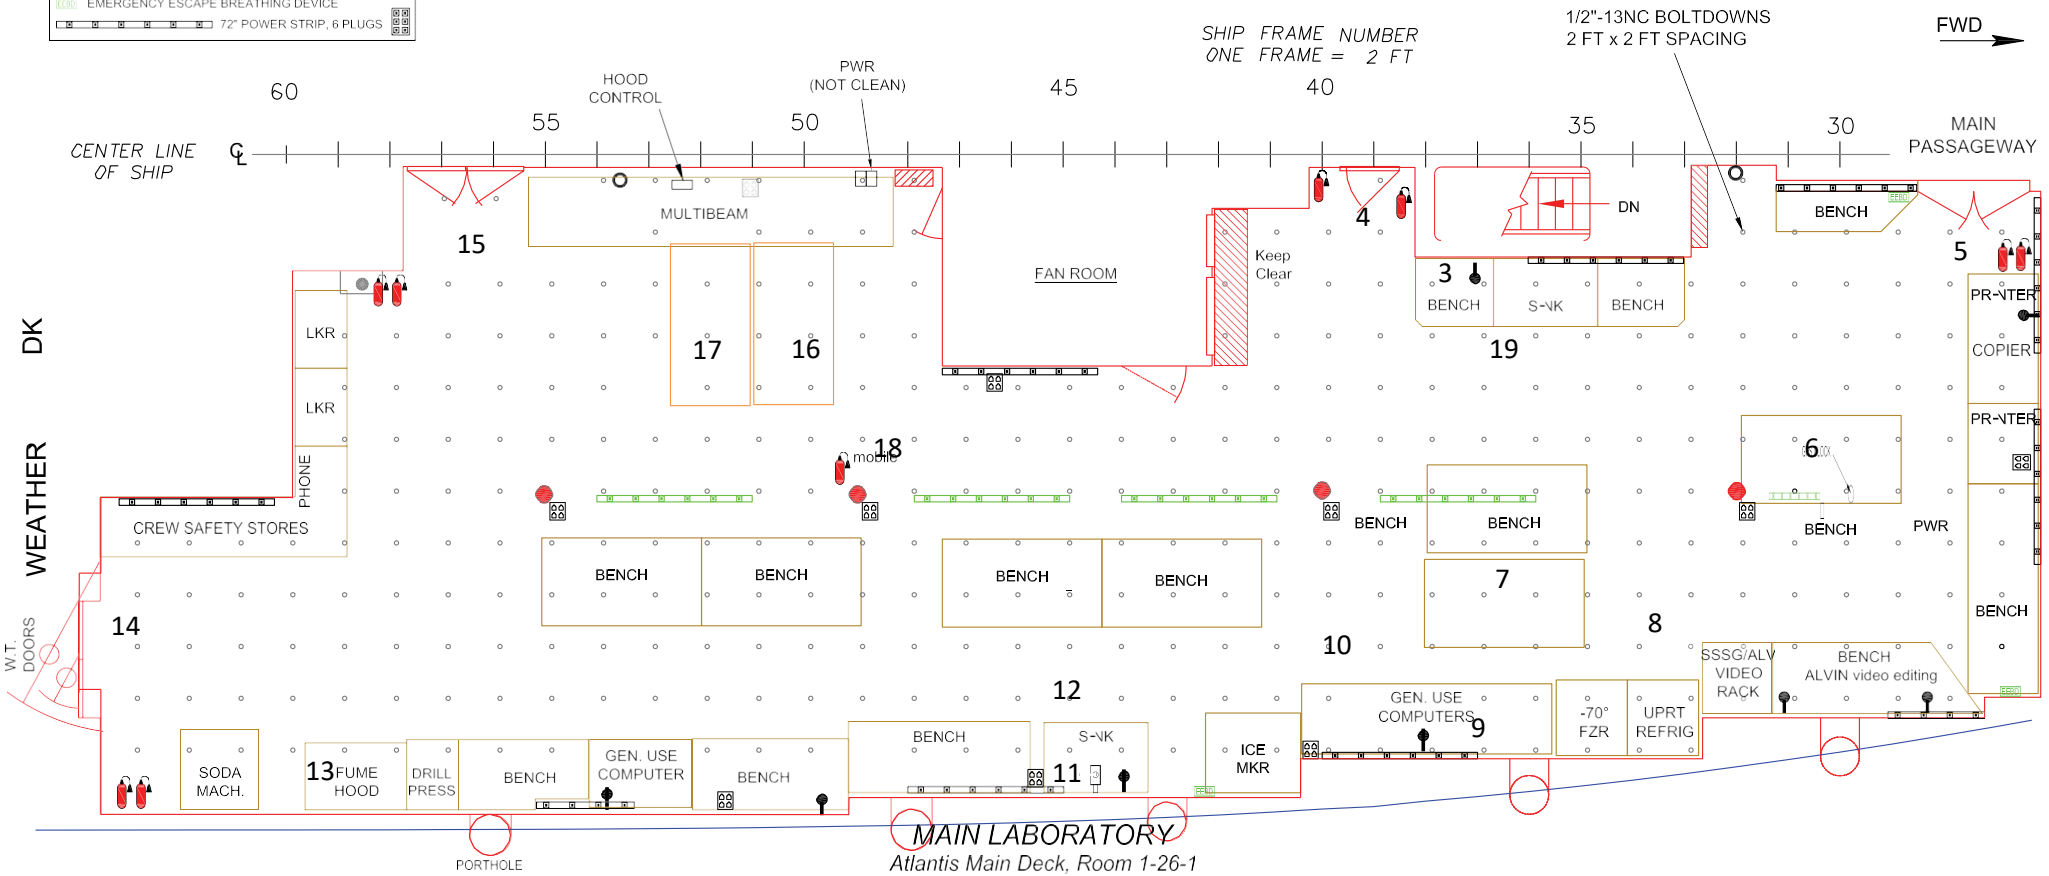 EMERGENCY ESCAPE BREATHING DEVICE
72" POWER STRIP, 6 PLUGS
SHIP FRAME NUMBER
ONE FRAME = 2 FT
1/2"-13NC BOLTDOWNS
2 FT x 2 FT SPACING
FWD
HOOD
CONTROL
PWR
(NOT CLEAN)
60
55
50
45
40
35
30
MAIN
PASSAGEWAY
CENTER LINE
OF SHIP
CL
MULTIBEAM
15
17
16
FAN ROOM
Keep
Clear
4
DN
3
BENCH
S-NK
BENCH
19
BENCH
EEBD
5
PR-NTER
COPIER
PR-NTER
WEATHER DK
LKR
LKR
PHONE
CREW SAFETY STORES
18
mobile
6
BENCH
BENCH
BENCH
PWR
BENCH
BENCH
BENCH
BENCH
7
8
10
12
BENCH
14
W.T.
DOORS
SSSG/ALV
VIDEO
RACK
BENCH
ALVIN video editing
EEBD
GEN. USE
COMPUTERS
9
-70°
FZR
UPRT
REFRIG
ICE
MKR
EEBD
S-NK
11
BENCH
BENCH
GEN. USE
COMPUTER
BENCH
DRILL
PRESS
13
FUME
HOOD
SODA
MACH.
PORTHOLE
MAIN LABORATORY
Atlantis Main Deck, Room 1-26-1